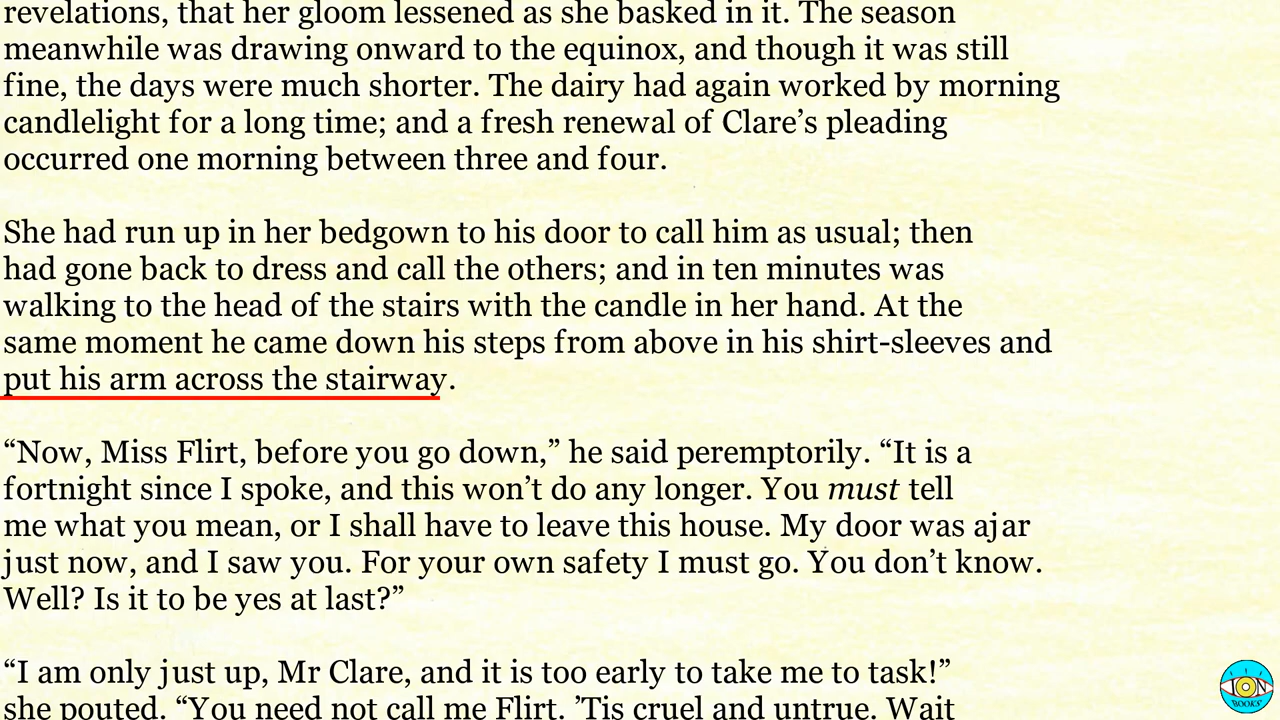 revelations, that her gloom lessened as she basked in it. The season
meanwhile was drawing onward to the equinox, and though it was still
fine, the days were much shorter. The dairy had again worked by morning
candlelight for a long time; and a fresh renewal of Clare’s pleading
occurred one morning between three and four.
She had run up in her bedgown to his door to call him as usual; then
had gone back to dress and call the others; and in ten minutes was
walking to the head of the stairs with the candle in her hand. At the
same moment he came down his steps from above in his shirt-sleeves and
put his arm across the stairway.
“Now, Miss Flirt, before you go down,” he said peremptorily. “It is a
fortnight since I spoke, and this won’t do any longer. You must tell
me what you mean, or I shall have to leave this house. My door was ajar
just now, and I saw you. For your own safety I must go. You don’t know.
Well? Is it to be yes at last?”
“I am only just up, Mr Clare, and it is too early to take me to task!”
she pouted. “You need not call me Flirt. ’Tis cruel and untrue. Wait
ION
BOOKS